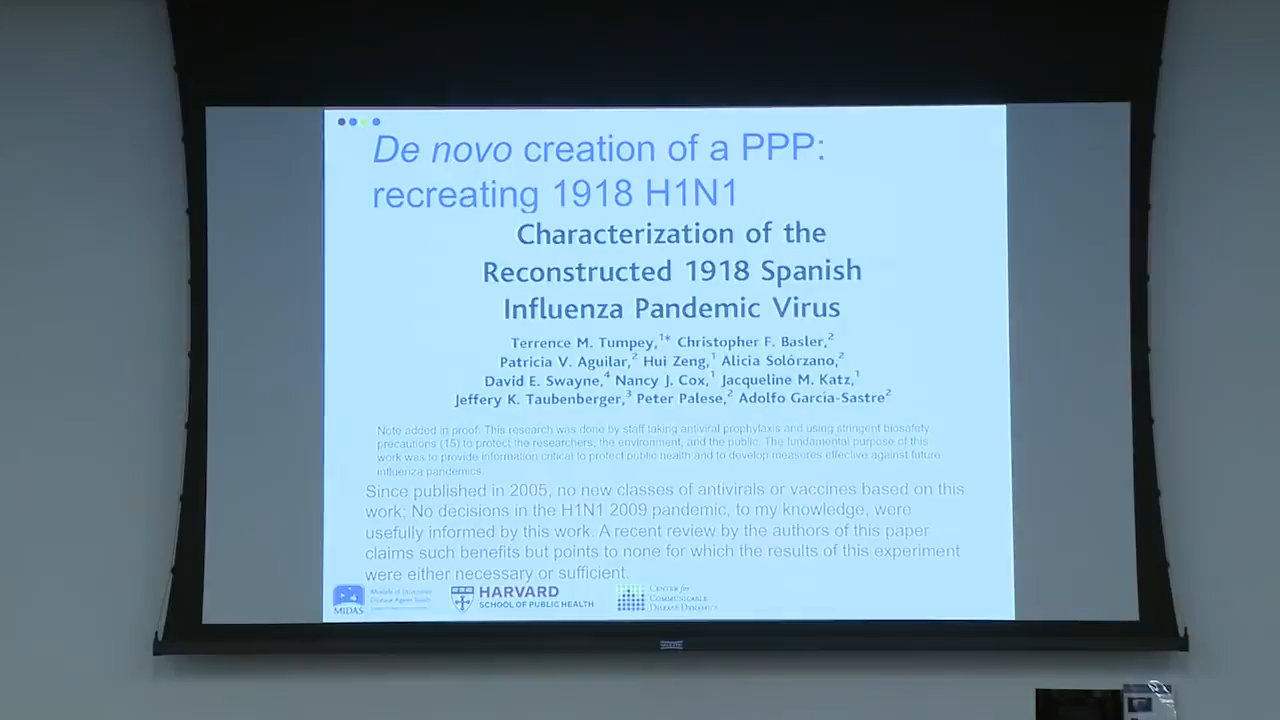 De novo creation of a PPP:
recreating 1918 H1N1
Characterization of the
Reconstructed 1918 Spanish
Influenza Pandemic Virus
Terrence M. Tumpey,¹* Christopher F. Basler,²
Patricia V. Aguilar,² Hui Zeng,¹ Alicia Solórzano,²
David E. Swayne,⁴ Nancy J. Cox,¹ Jacqueline M. Katz,¹
Jeffery K. Taubenberger,³ Peter Palese,² Adolfo García-Sastre²
Note added in proof: This research was done by staff taking antiviral prophylaxis and using stringent biosafety
precautions (15) to protect the researchers, the environment, and the public. The fundamental purpose of this
work was to provide information critical to protect public health and to develop measures effective against future
influenza pandemics.
Since published in 2005, no new classes of antivirals or vaccines based on this
work; No decisions in the H1N1 2009 pandemic, to my knowledge, were
usefully informed by this work. A recent review by the authors of this paper
claims such benefits but points to none for which the results of this experiment
were either necessary or sufficient.
MIDAS
HARVARD
SCHOOL OF PUBLIC HEALTH
CENTER for
COMMUNICABLE
DISEASE DYNAMICS